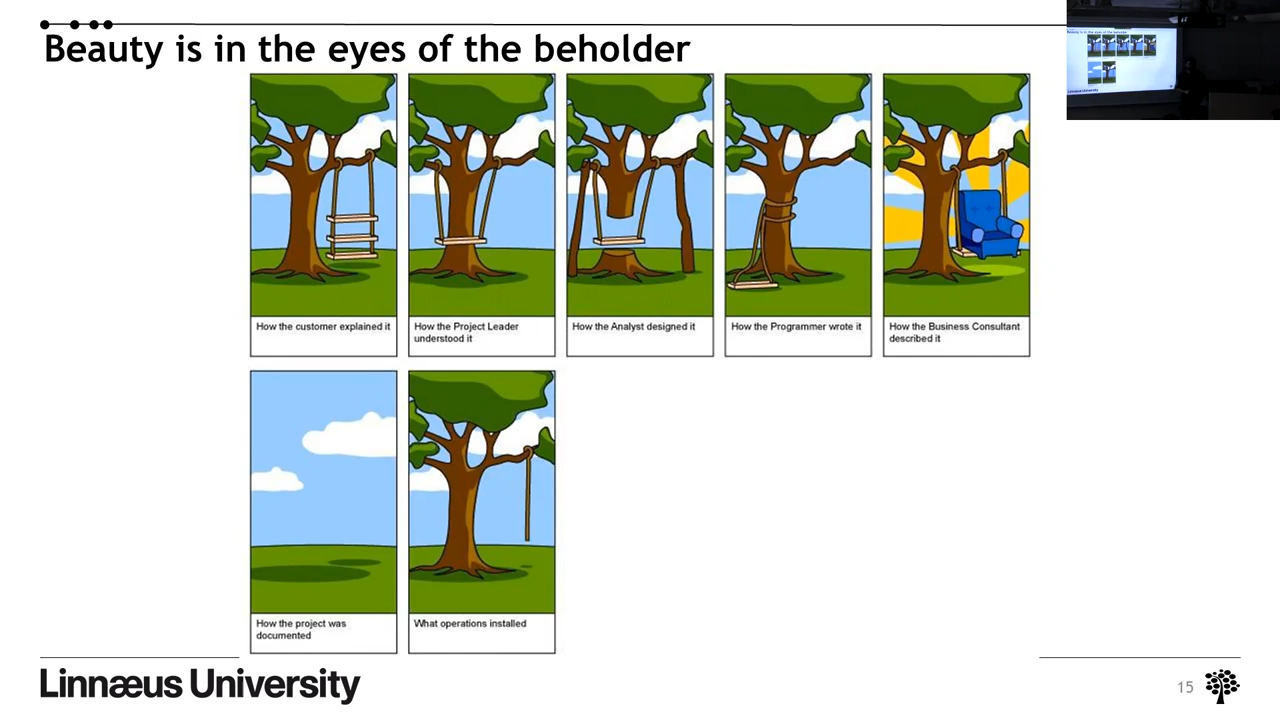 Beauty is in the eyes of the beholder
How the customer explained it
How the Project Leader
understood it
How the Analyst designed it
How the Programmer wrote it
How the Business Consultant
described it
How the project was
documented
What operations installed
Linnæus University
15